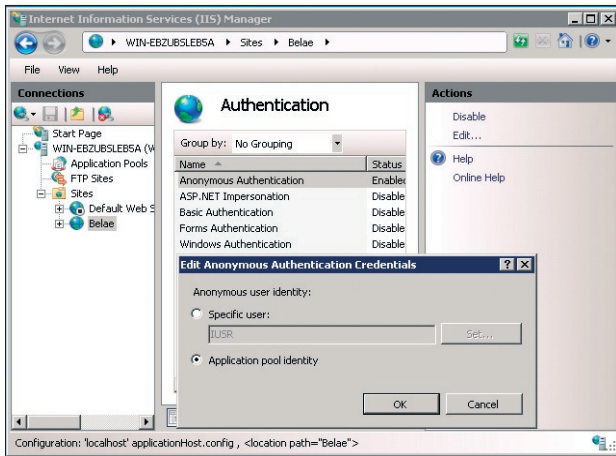 Internet Information Services (IIS) Manager
WIN-EBZUBSLEB5A Sites Belae
File View Help
Connections
Start Page
WIN-EBZUBSLEB5A (W
Application Pools
FTP Sites
Sites
Default Web S
Belae
Authentication
Group by: No Grouping
Name Status
Anonymous Authentication Enabled
ASP.NET Impersonation Disable
Basic Authentication Disable
Forms Authentication Disable
Windows Authentication Disable
Actions
Disable
Edit...
Help
Online Help
Edit Anonymous Authentication Credentials
Anonymous user identity:
Specific user:
IUSR Set...
Application pool identity
OK Cancel
Configuration: 'localhost' applicationHost.config , <location path="Belae">